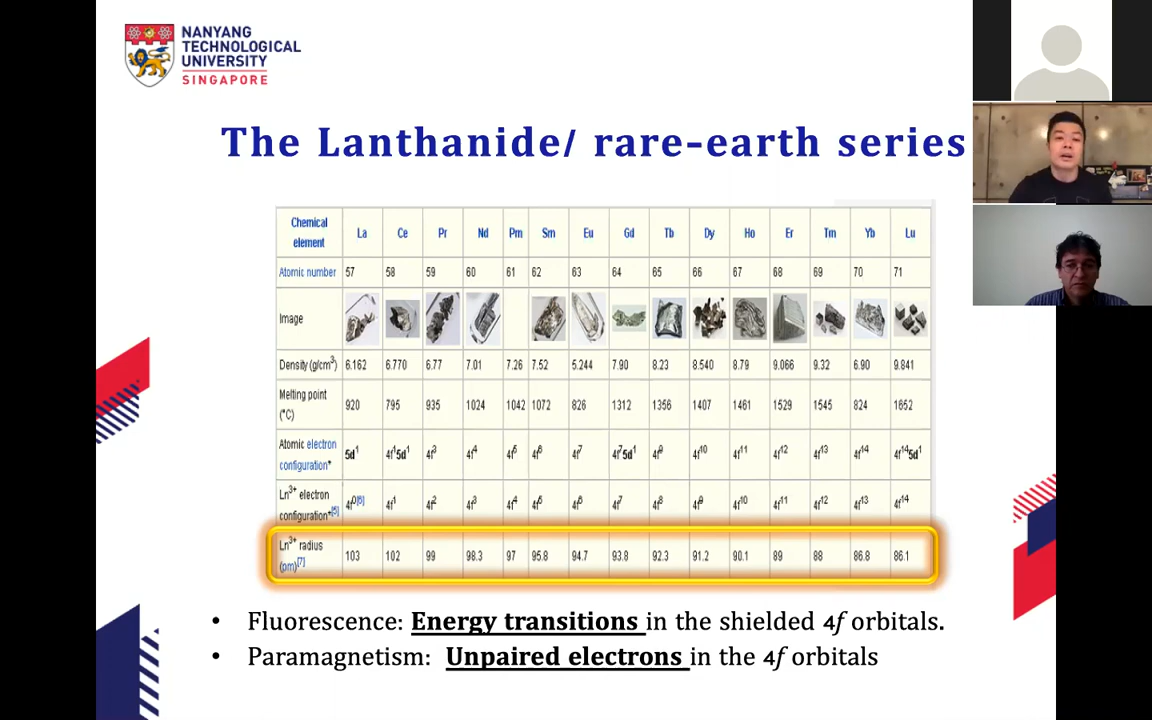 NANYANG
TECHNOLOGICAL
UNIVERSITY
SINGAPORE
The Lanthanide/ rare-earth series
Chemical element La Ce Pr Nd Pm Sm Eu Gd Tb Dy Ho Er Tm Yb Lu
Atomic number 57 58 59 60 61 62 63 64 65 66 67 68 69 70 71
Image
Density (g/cm³) 6.162 6.770 6.77 7.01 7.26 7.52 5.244 7.90 8.23 8.540 8.79 9.066 9.32 6.90 9.841
Melting point (°C) 920 795 935 1024 1042 1072 826 1312 1356 1407 1461 1529 1545 824 1652
Atomic electron configuration* 5d¹ 4f¹5d¹ 4f³ 4f⁴ 4f⁵ 4f⁶ 4f⁷ 4f⁷5d¹ 4f⁹ 4f¹⁰ 4f¹¹ 4f¹² 4f¹³ 4f¹⁴ 4f¹⁴5d¹
Ln³⁺ electron configuration*[5] 4f⁰[6] 4f¹ 4f² 4f³ 4f⁴ 4f⁵ 4f⁶ 4f⁷ 4f⁸ 4f⁹ 4f¹⁰ 4f¹¹ 4f¹² 4f¹³ 4f¹⁴
Ln³⁺ radius (pm)[7] 103 102 99 98.3 97 95.8 94.7 93.8 92.3 91.2 90.1 89 88 86.8 86.1
• Fluorescence: Energy transitions in the shielded 4f orbitals.
• Paramagnetism: Unpaired electrons in the 4f orbitals